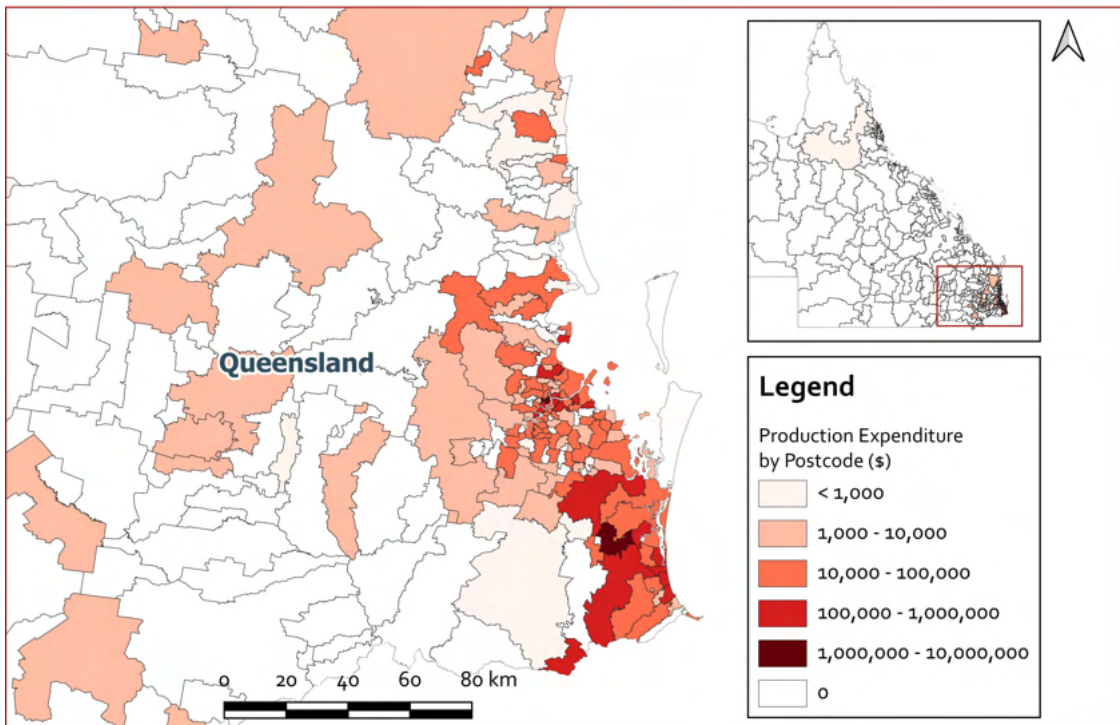 Queensland
0 20 40 60 80 km
Legend
Production Expenditure
by Postcode ($)
< 1,000
1,000 - 10,000
10,000 - 100,000
100,000 - 1,000,000
1,000,000 - 10,000,000
0